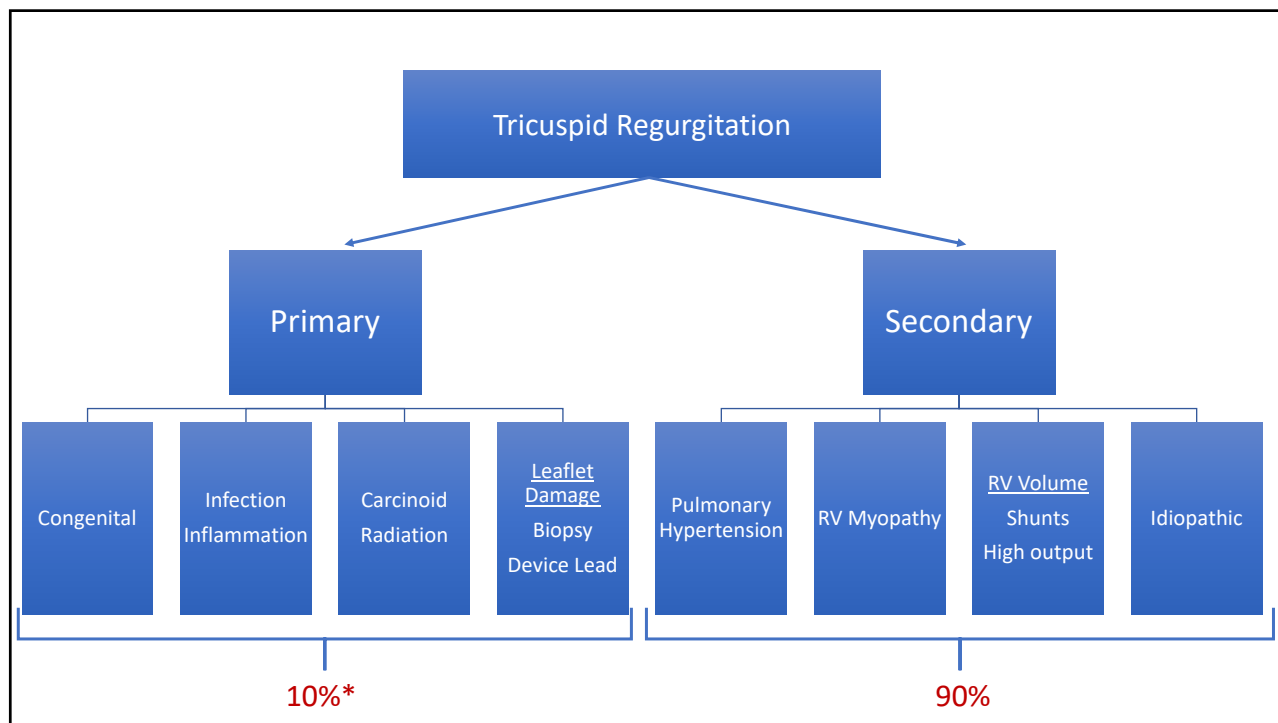 Tricuspid Regurgitation
Primary
Secondary
Congenital
Infection
Inflammation
Carcinoid
Radiation
Leaflet
Damage
Biopsy
Device Lead
Pulmonary
Hypertension
RV Myopathy
RV Volume
Shunts
High output
Idiopathic
10%*
90%